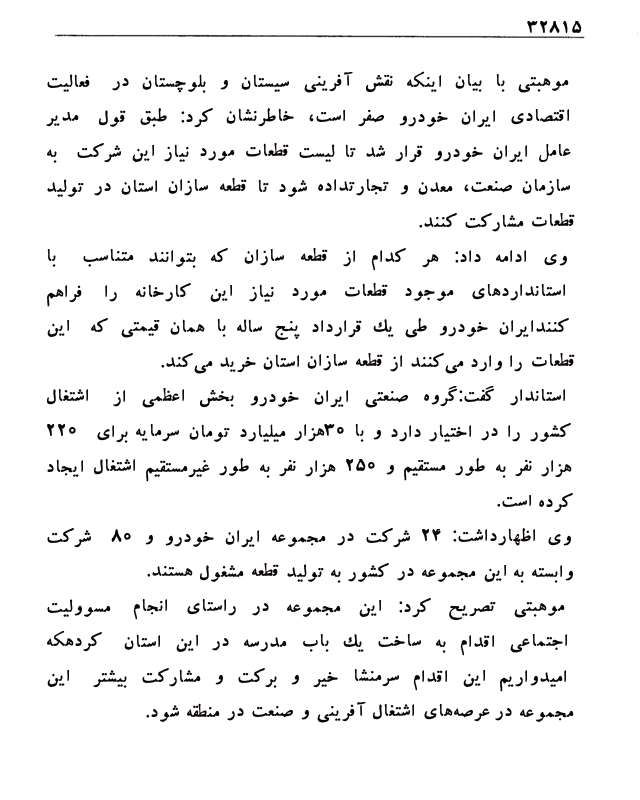 ۳۲۸۱۵
موهبتی با بیان اینکه نقش آفرینی سیستان و بلوچستان در فعالیت
اقتصادی ایران خودرو صفر است، خاطرنشان کرد: طبق قول مدیر
عامل ایران خودرو قرار شد تا لیست قطعات مورد نیاز این شرکت به
سازمان صنعت، معدن و تجارتداده شود تا قطعه سازان استان در تولید
قطعات مشارکت کنند.
وی ادامه داد: هر کدام از قطعه سازان که بتوانند متناسب با
استانداردهای موجود قطعات مورد نیاز این کارخانه را فراهم
کنندایران خودرو طی یك قرارداد پنج ساله با همان قیمتی که این
قطعات را وارد می‌کنند از قطعه سازان استان خرید می‌کند.
استاندار گفت:گروه صنعتی ایران خودرو بخش اعظمی از اشتغال
کشور را در اختیار دارد و با ۳۰هزار میلیارد تومان سرمایه برای ۲۲۰
هزار نفر به طور مستقیم و ۲۵۰ هزار نفر به طور غیرمستقیم اشتغال ایجاد
کرده است.
وی اظهارداشت: ۲۴ شرکت در مجموعه ایران خودرو و ۸۰ شرکت
وابسته به این مجموعه در کشور به تولید قطعه مشغول هستند.
موهبتی تصریح کرد: این مجموعه در راستای انجام مسوولیت
اجتماعی اقدام به ساخت یك باب مدرسه در این استان کردهکه
امیدواریم این اقدام سرمنشا خیر و برکت و مشارکت بیشتر این
مجموعه در عرصه‌های اشتغال آفرینی و صنعت در منطقه شود.